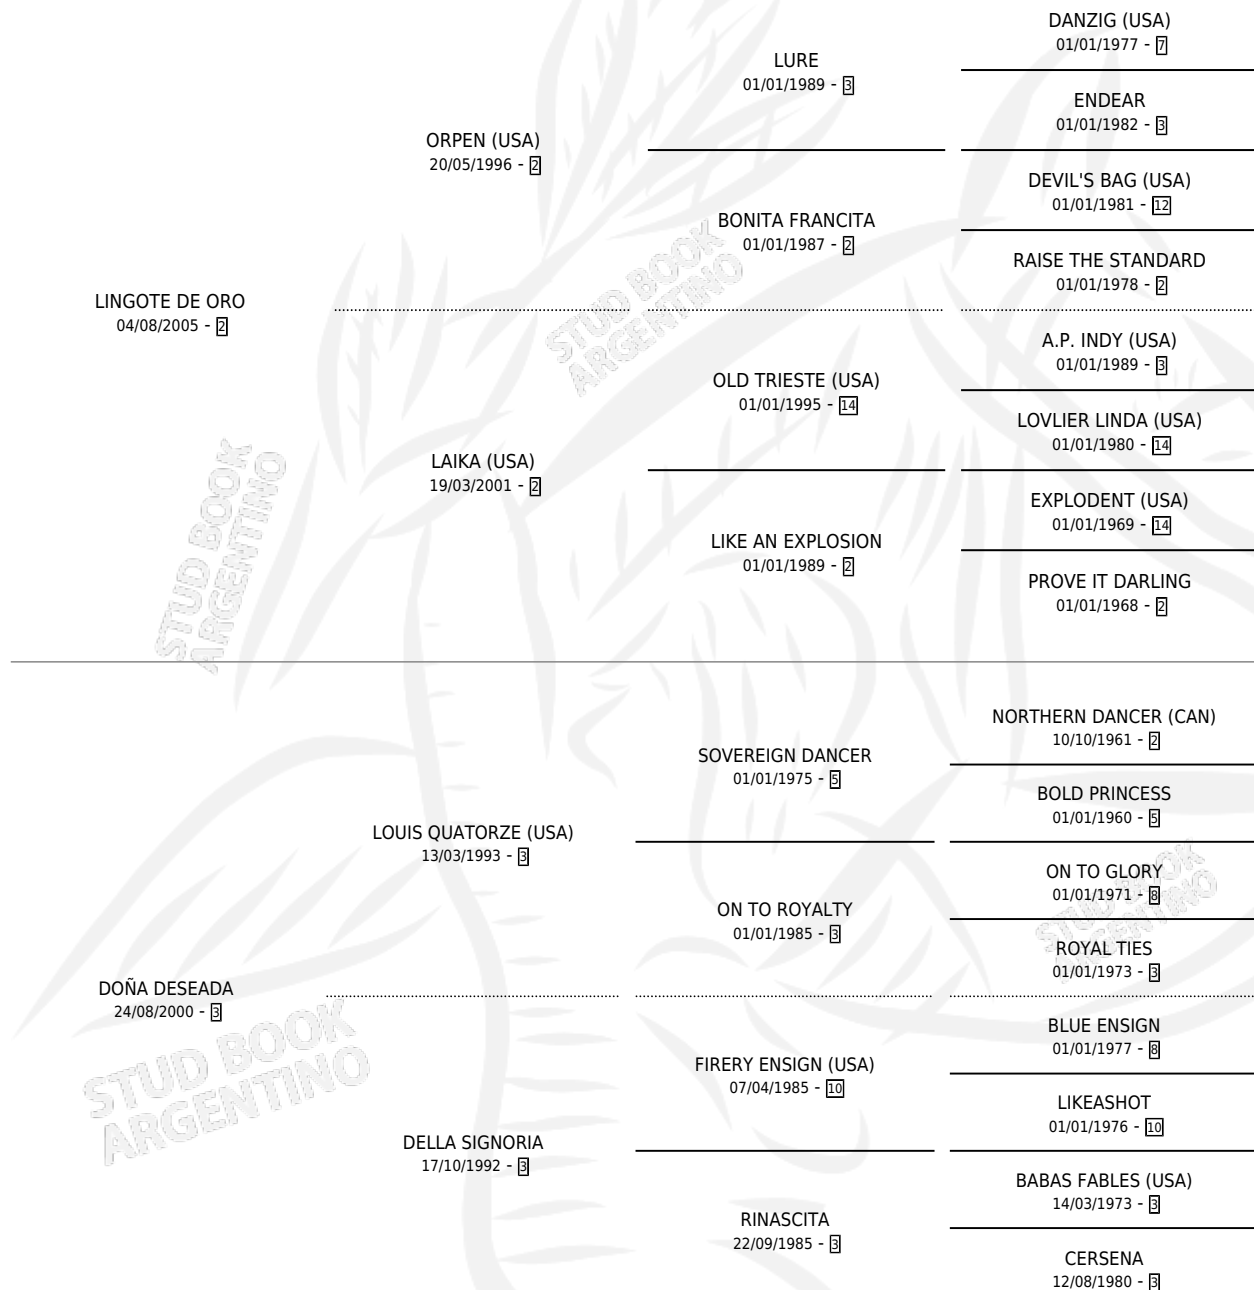 DANZIG (USA)
01/01/1977 - 7
LURE
01/01/1989 - 3
ENDEAR
01/01/1982 - 3
ORPEN (USA)
20/05/1996 - 2
DEVIL'S BAG (USA)
01/01/1981 - 12
BONITA FRANCITA
01/01/1987 - 2
RAISE THE STANDARD
01/01/1978 - 2
LINGOTE DE ORO
04/08/2005 - 2
A.P. INDY (USA)
01/01/1989 - 3
OLD TRIESTE (USA)
01/01/1995 - 14
LOVLIER LINDA (USA)
01/01/1980 - 14
LAIKA (USA)
19/03/2001 - 2
EXPLODENT (USA)
01/01/1969 - 14
LIKE AN EXPLOSION
01/01/1989 - 2
PROVE IT DARLING
01/01/1968 - 2
NORTHERN DANCER (CAN)
10/10/1961 - 2
SOVEREIGN DANCER
01/01/1975 - 5
BOLD PRINCESS
01/01/1960 - 5
LOUIS QUATORZE (USA)
13/03/1993 - 3
ON TO GLORY
01/01/1971 - 8
ON TO ROYALTY
01/01/1985 - 3
ROYAL TIES
01/01/1973 - 3
DOÑA DESEADA
24/08/2000 - 3
BLUE ENSIGN
01/01/1977 - 8
FIRERY ENSIGN (USA)
07/04/1985 - 10
LIKEASHOT
01/01/1976 - 10
DELLA SIGNORIA
17/10/1992 - 3
BABAS FABLES (USA)
14/03/1973 - 3
RINASCITA
22/09/1985 - 3
CERSENA
12/08/1980 - 3
STUD BOOK
ARGENTINO
STUD BOOK
ARGENTINO
STUD BOOK
ARGENTINO
STUD BOOK
ARGENTINO